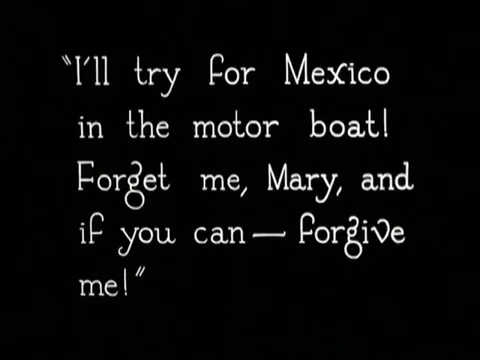 "I'll try for Mexico
in the motor boat!
Forget me, Mary, and
if you can — forgive
me!"